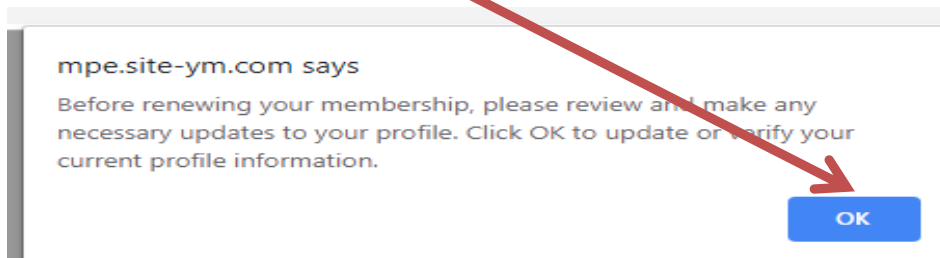 mpe.site-ym.com says
Before renewing your membership, please review and make any
necessary updates to your profile. Click OK to update or verify your
current profile information.
OK